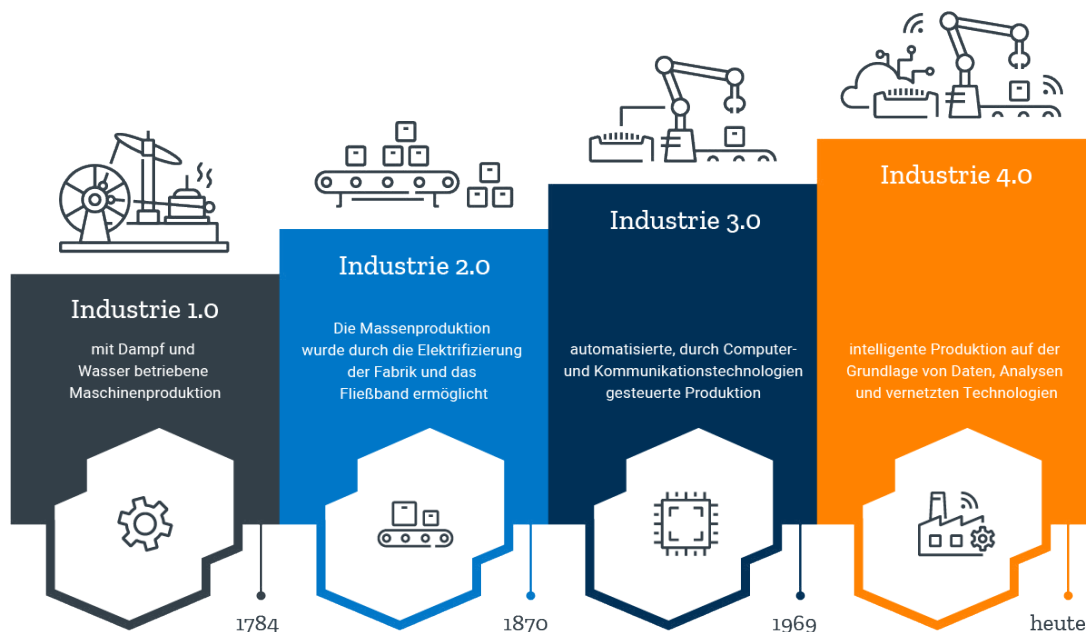 Industrie 1.0
mit Dampf und
Wasser betriebene
Maschinenproduktion
1784
Industrie 2.0
Die Massenproduktion
wurde durch die Elektrifizierung
der Fabrik und das
Fließband ermöglicht
1870
Industrie 3.0
automatisierte, durch Computer-
und Kommunikationstechnologien
gesteuerte Produktion
1969
Industrie 4.0
intelligente Produktion auf der
Grundlage von Daten, Analysen
und vernetzten Technologien
heute